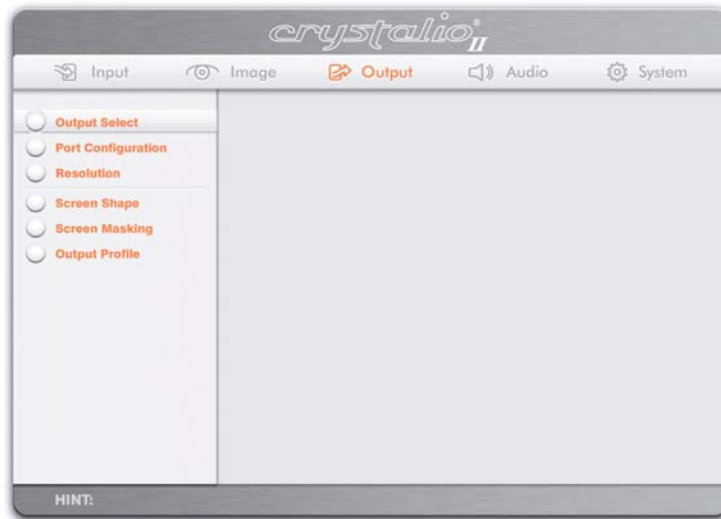 crystalio II
Input Image Output Audio System
Output Select
Port Configuration
Resolution
Screen Shape
Screen Masking
Output Profile
HINT: